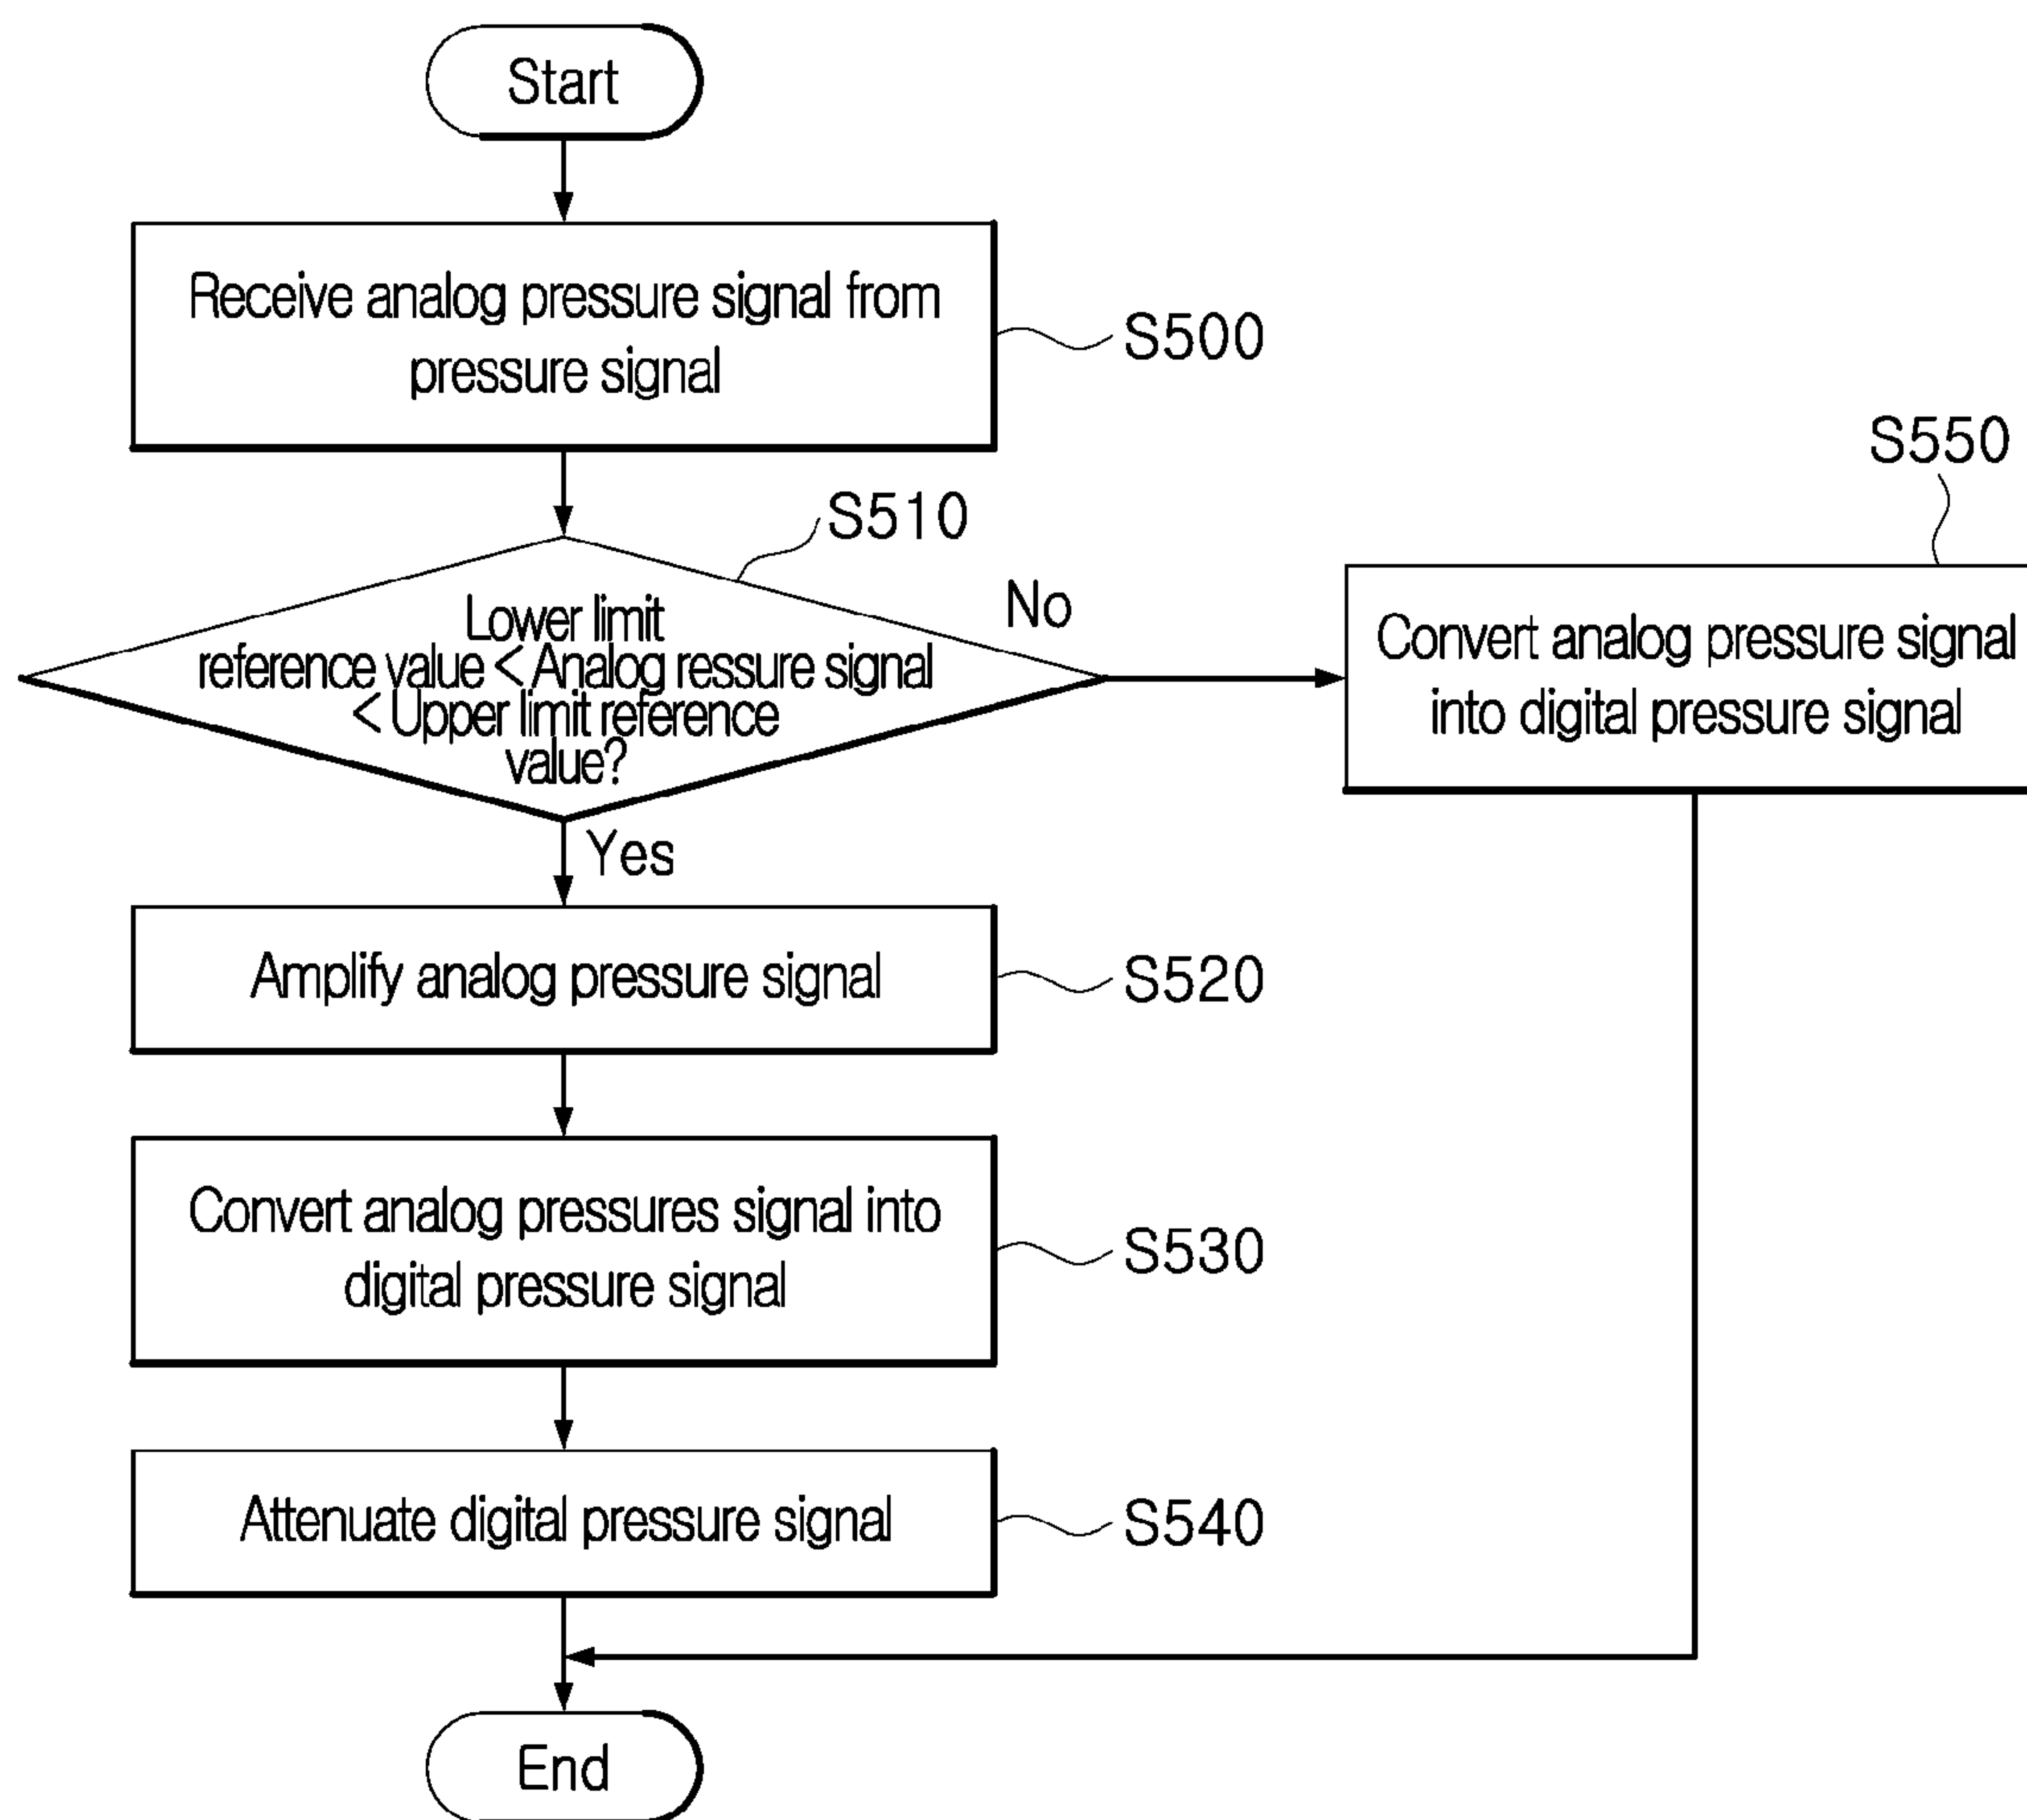 Start
Receive analog pressure signal from
pressure signal
S500
S510
Lower limit
reference value < Analog ressure signal
< Upper limit reference
value?
No
S550
Convert analog pressure signal
into digital pressure signal
Yes
Amplify analog pressure signal
S520
Convert analog pressures signal into
digital pressure signal
S530
Attenuate digital pressure signal
S540
End